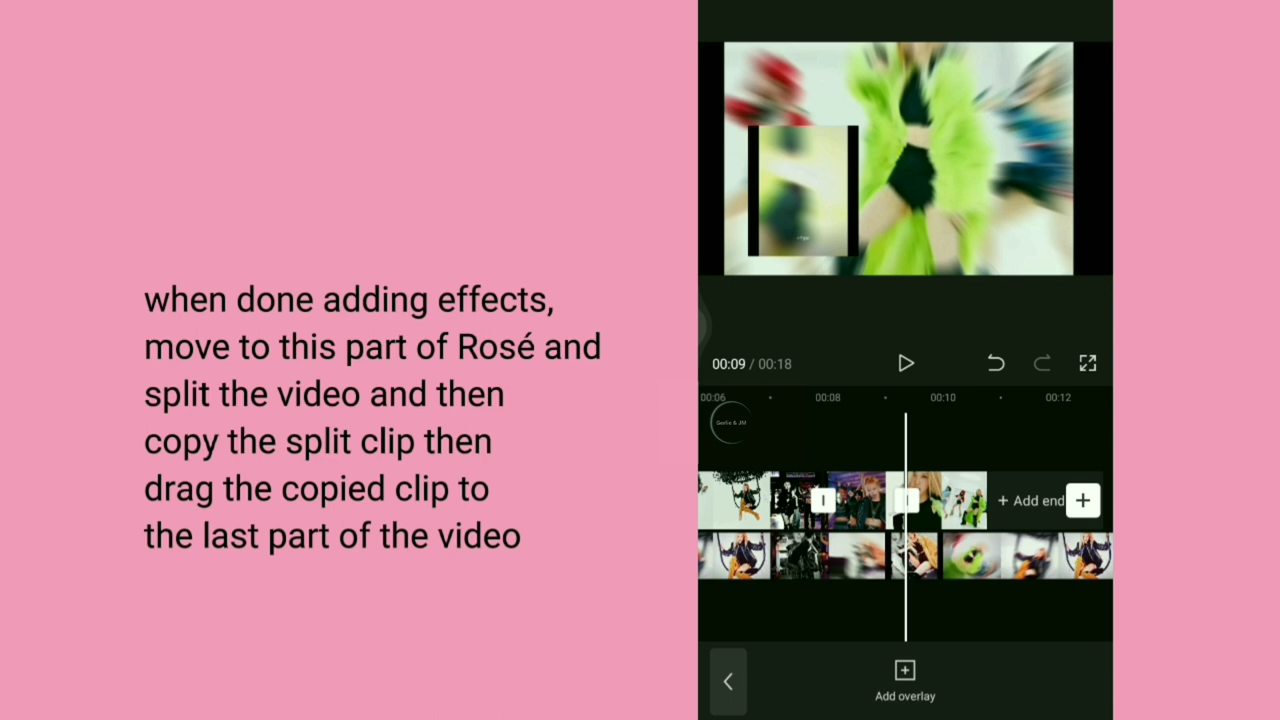 when done adding effects,
move to this part of Rosé and
split the video and then
copy the split clip then
drag the copied clip to
the last part of the video
00:09 / 00:18
00:06
00:08
00:10
00:12
Gerlie & JM
+ Add end
Add overlay